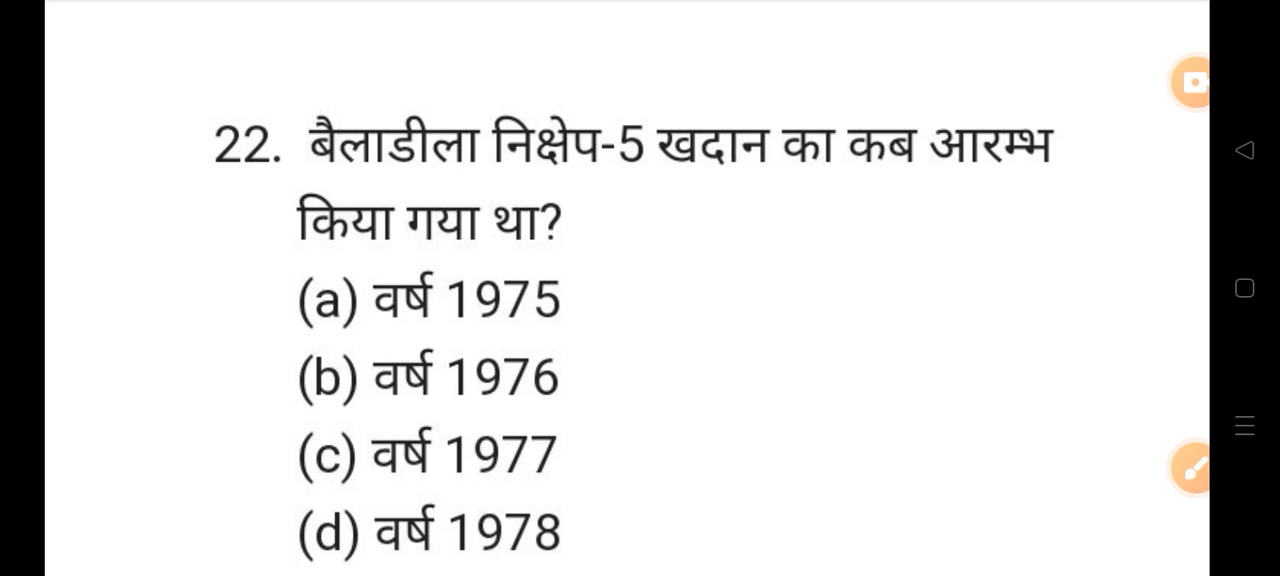 22. बैलाडीला निक्षेप-5 खदान का कब आरम्भ
किया गया था?
(a) वर्ष 1975
(b) वर्ष 1976
(c) वर्ष 1977
(d) वर्ष 1978